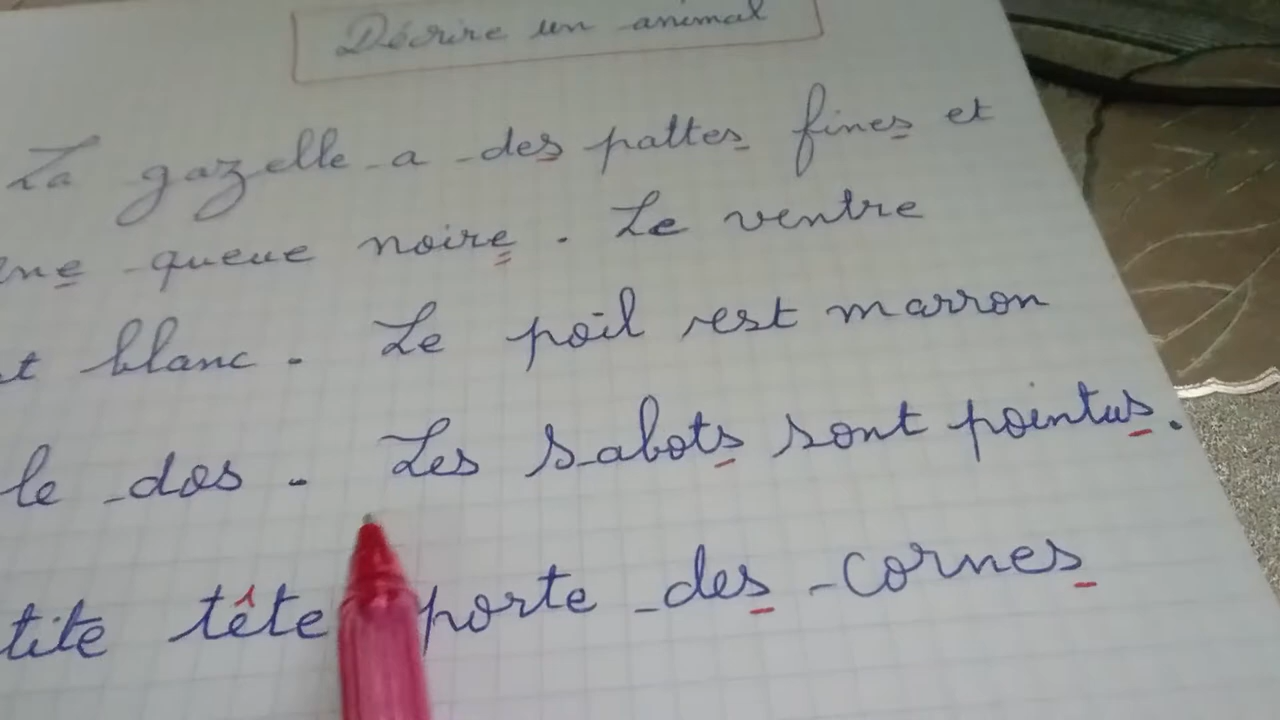 Décrire un animal
La gazelle a des pattes fines et
ne queue noire. Le ventre
t blanc. Le poil est marron
le dos. Les sabots sont pointus.
tite tête porte des cornes